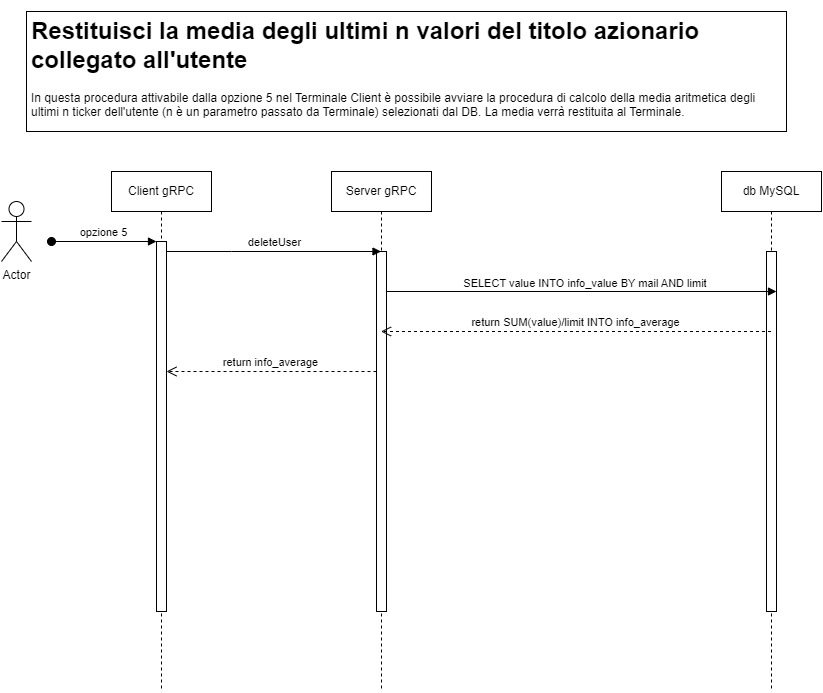 Restituisci la media degli ultimi n valori del titolo azionario
collegato all'utente
In questa procedura attivabile dalla opzione 5 nel Terminale Client è possibile avviare la procedura di calcolo della media aritmetica degli
ultimi n ticker dell'utente (n è un parametro passato da Terminale) selezionati dal DB. La media verrà restituita al Terminale.
Client gRPC
Server gRPC
db MySQL
opzione 5
deleteUser
Actor
SELECT value INTO info_value BY mail AND limit
return SUM(value)/limit INTO info_average
return info_average